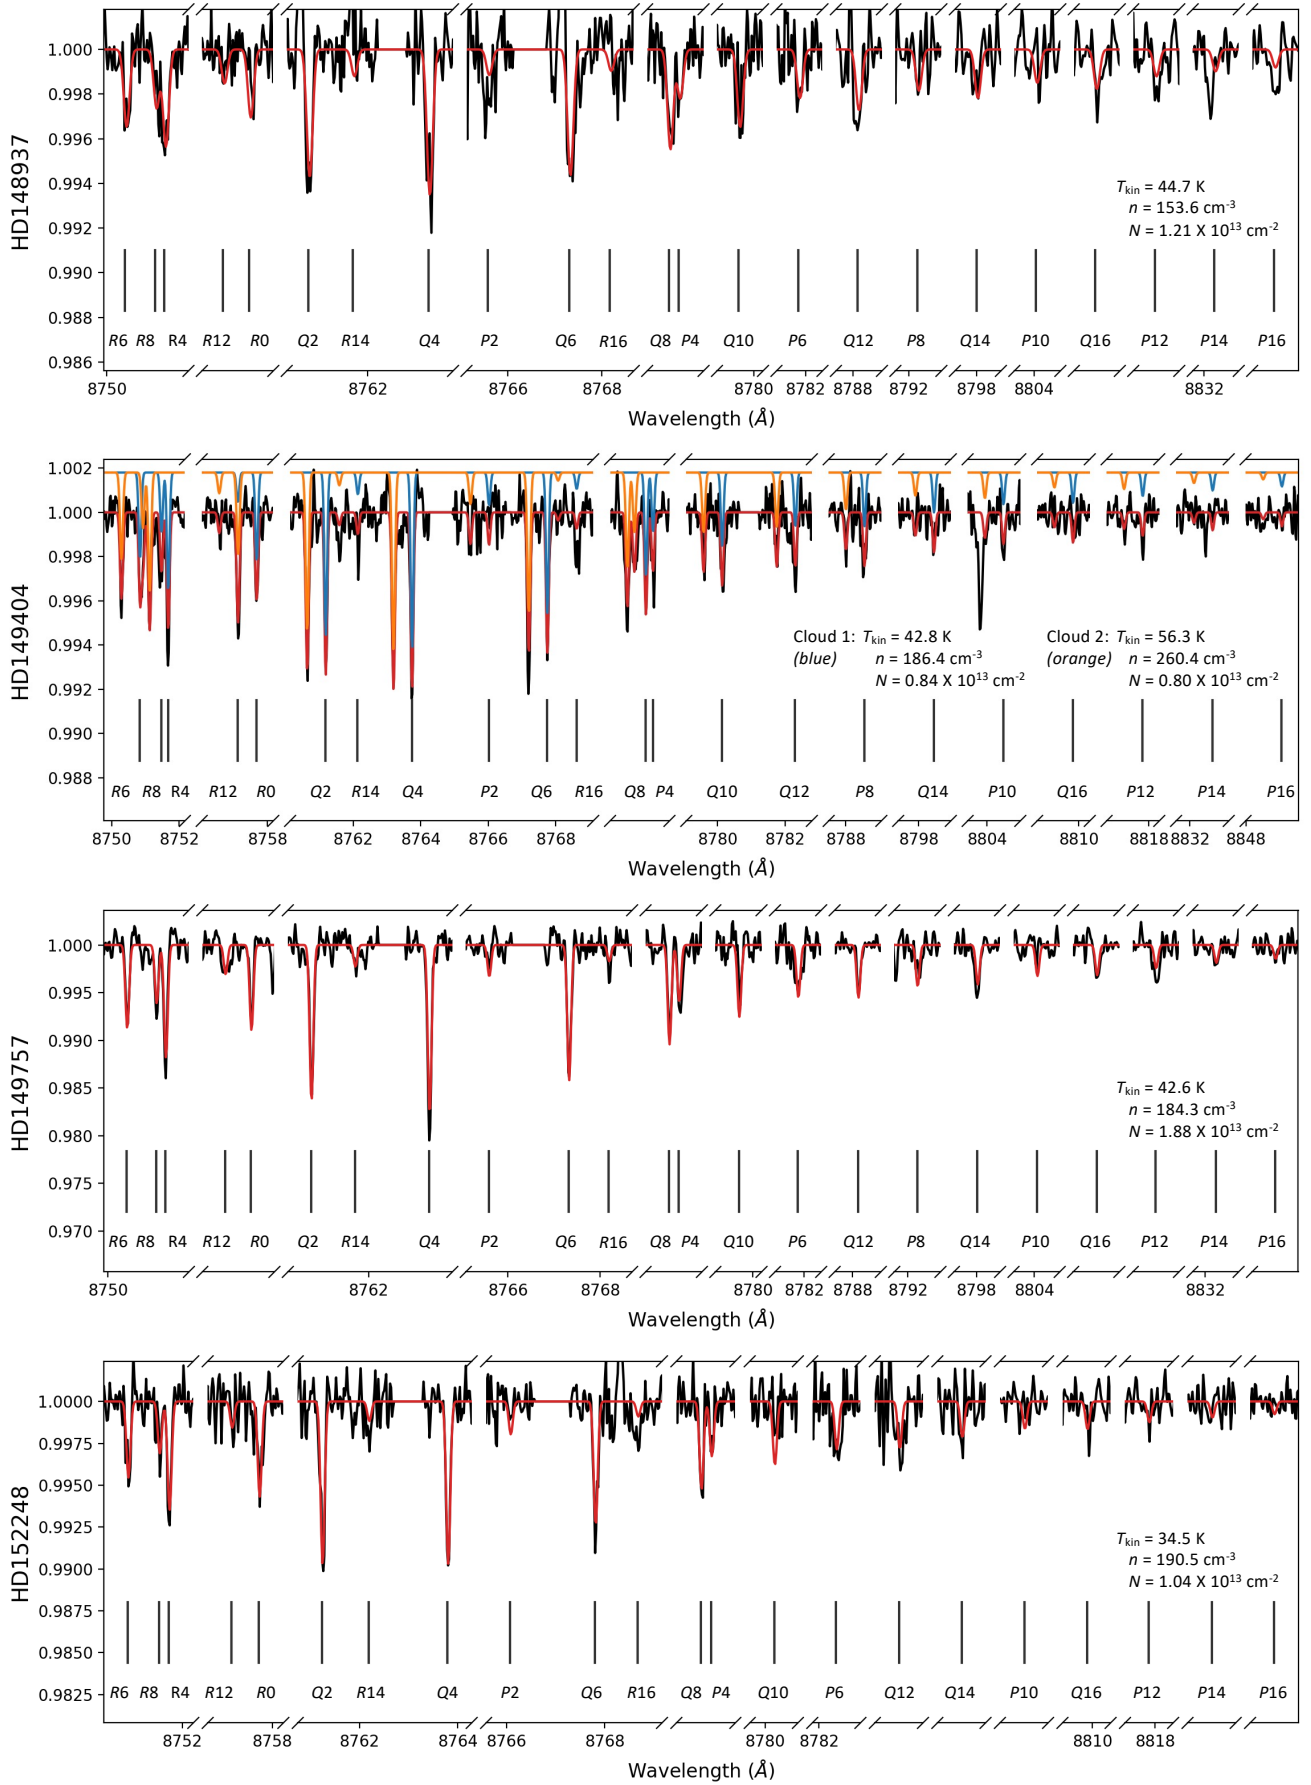 HD148937
1.000
0.998
0.996
0.994
0.992
0.990
0.988
0.986
T_kin = 44.7 K
n = 153.6 cm⁻³
N = 1.21 X 10¹³ cm⁻²
R6 R8 R4 R12 R0 Q2 R14 Q4 P2 Q6 R16 Q8 P4 Q10 P6 Q12 P8 Q14 P10 Q16 P12 P14 P16
8750 8762 8766 8768 8780 8782 8788 8792 8798 8804 8832
Wavelength (Å)
HD149404
1.002
1.000
0.998
0.996
0.994
0.992
0.990
0.988
Cloud 1: T_kin = 42.8 K
(blue) n = 186.4 cm⁻³
N = 0.84 X 10¹³ cm⁻²
Cloud 2: T_kin = 56.3 K
(orange) n = 260.4 cm⁻³
N = 0.80 X 10¹³ cm⁻²
R6 R8 R4 R12 R0 Q2 R14 Q4 P2 Q6 R16 Q8 P4 Q10 Q12 P8 Q14 P10 Q16 P12 P14 P16
8750 8752 8758 8762 8764 8766 8768 8780 8782 8788 8798 8804 8810 8818 8832 8848
Wavelength (Å)
HD149757
1.000
0.995
0.990
0.985
0.980
0.975
0.970
T_kin = 42.6 K
n = 184.3 cm⁻³
N = 1.88 X 10¹³ cm⁻²
R6 R8 R4 R12 R0 Q2 R14 Q4 P2 Q6 R16 Q8 P4 Q10 P6 Q12 P8 Q14 P10 Q16 P12 P14 P16
8750 8762 8766 8768 8780 8782 8788 8792 8798 8804 8832
Wavelength (Å)
HD152248
1.0000
0.9975
0.9950
0.9925
0.9900
0.9875
0.9850
0.9825
T_kin = 34.5 K
n = 190.5 cm⁻³
N = 1.04 X 10¹³ cm⁻²
R6 R8 R4 R12 R0 Q2 R14 Q4 P2 Q6 R16 Q8 P4 Q10 P6 Q12 Q14 P10 Q16 P12 P14 P16
8752 8758 8762 8764 8766 8768 8780 8782 8810 8818
Wavelength (Å)